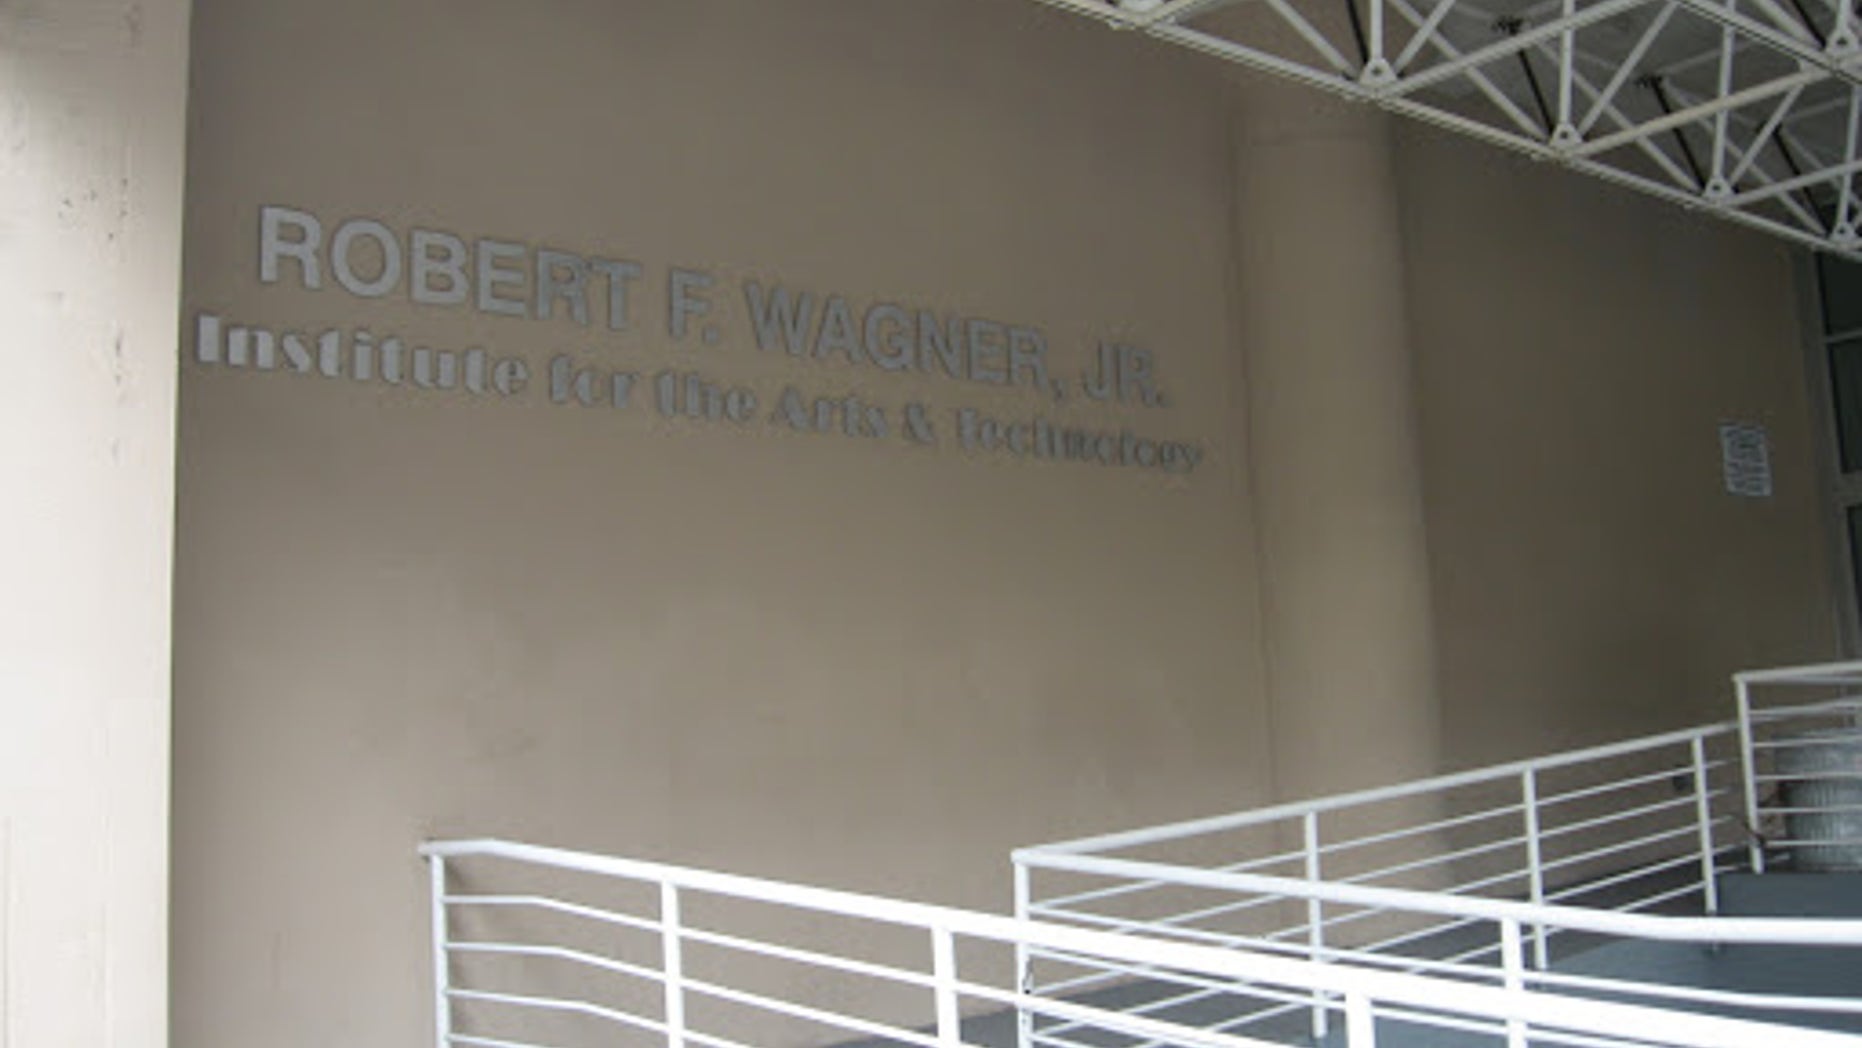 ROBERT F. WAGNER, JR.
Institute for the Arts & Technology